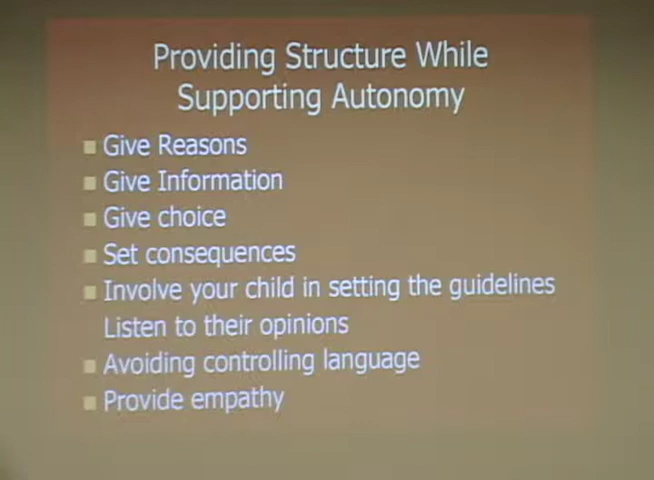 Providing Structure While
Supporting Autonomy
Give Reasons
Give Information
Give choice
Set consequences
Involve your child in setting the guidelines
Listen to their opinions
Avoiding controlling language
Provide empathy